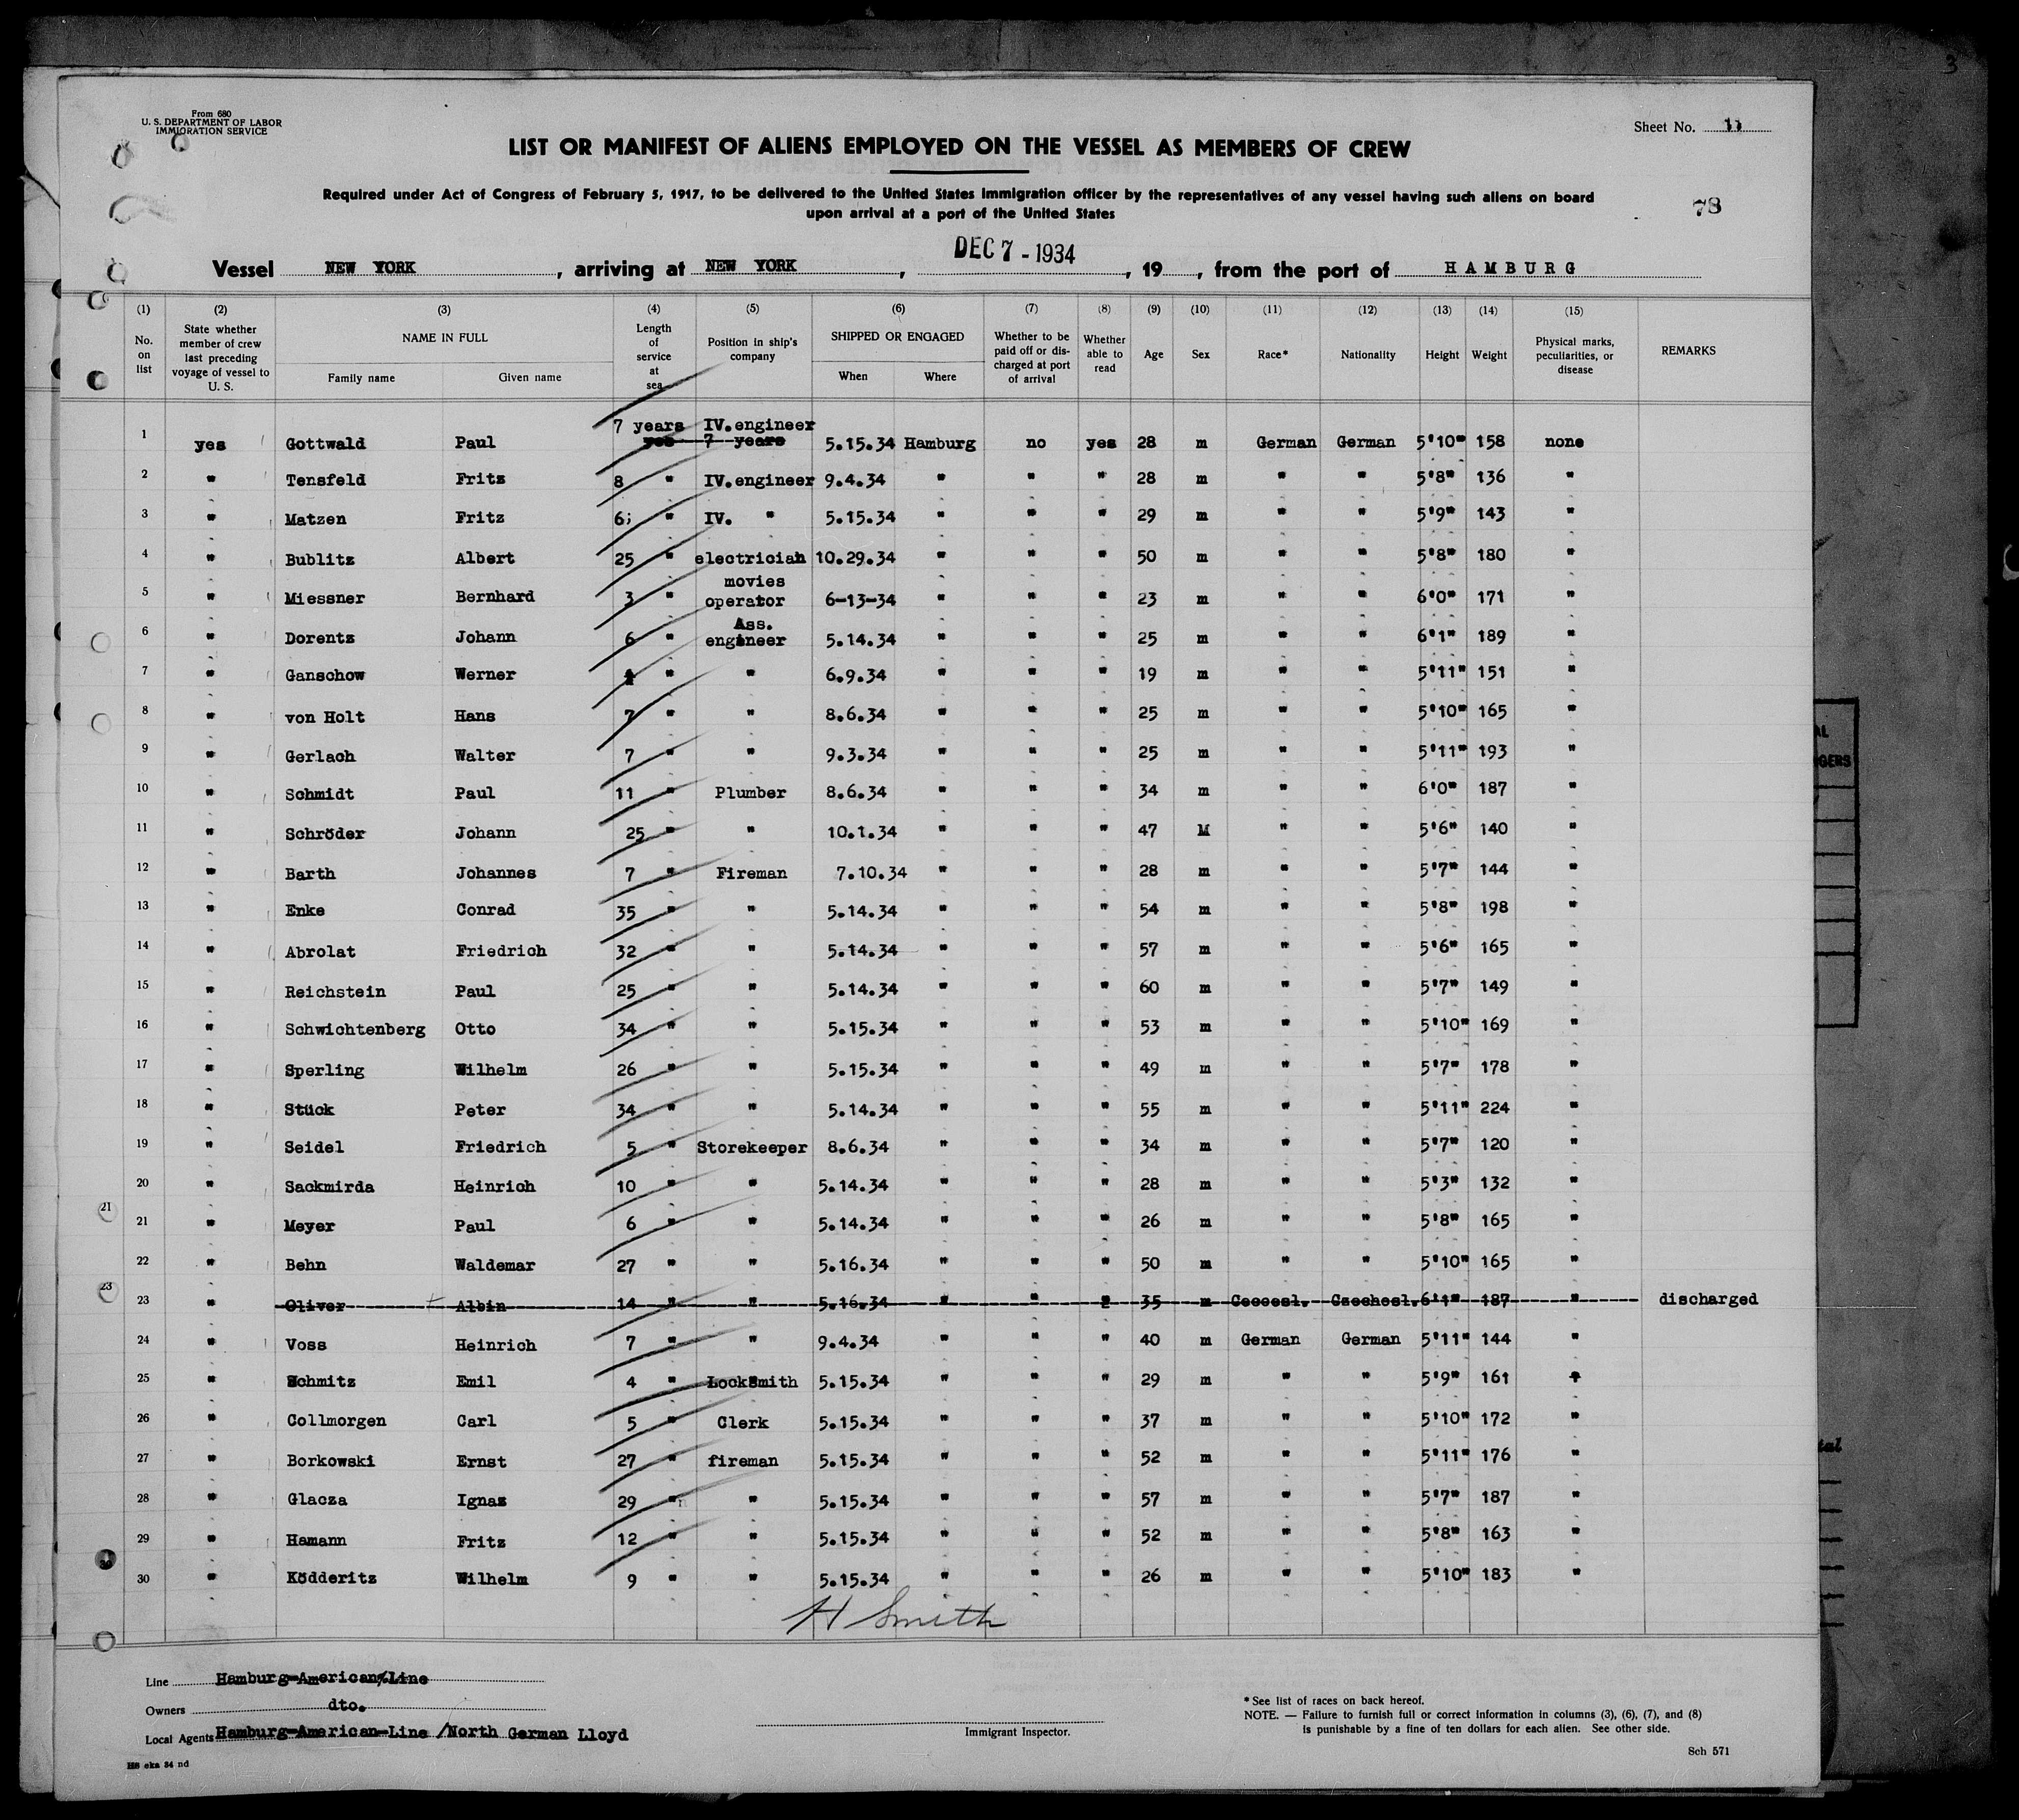 3
From 680
U. S. DEPARTMENT OF LABOR
IMMIGRATION SERVICE
Sheet No. 11
LIST OR MANIFEST OF ALIENS EMPLOYED ON THE VESSEL AS MEMBERS OF CREW
Required under Act of Congress of February 5, 1917, to be delivered to the United States Immigration officer by the representatives of any vessel having such aliens on board
upon arrival at a port of the United States
78
Vessel NEW YORK, arriving at NEW YORK, DEC 7 - 1934, 19, from the port of HAMBURG
(1) No. on list (2) State whether member of crew last preceding voyage of vessel to U. S. (3) NAME IN FULL Family name Given name (4) Length of service at sea (5) Position in ship's company (6) SHIPPED OR ENGAGED When Where (7) Whether to be paid off or discharged at port of arrival (8) Whether able to read (9) Age (10) Sex (11) Race* (12) Nationality (13) Height (14) Weight (15) Physical marks, peculiarities, or disease REMARKS
1 yes Gottwald Paul 7 years IV.engineer yes 7 years 5.15.34 Hamburg no yes 28 m German German 5'10" 158 none
2 " Tensfeld Fritz 8 " IV.engineer 9.4.34 " " " 28 m " " 5'8" 136 "
3 " Matzen Fritz 6; " IV. " 5.15.34 " " " 29 m " " 5'9" 143 "
4 " Bublitz Albert 25 " electrician 10.29.34 " " " 50 m " " 5'8" 180 "
5 " Miessner Bernhard 3 " movies operator 6-13-34 " " " 23 m " " 6'0" 171 "
6 " Dorentz Johann 6 " Ass. engineer 5.14.34 " " " 25 m " " 6'1" 189 "
7 " Ganschow Werner " " 6.9.34 " " " 19 m " " 5'11" 151 "
8 " von Holt Hans 7 " " 8.6.34 " " " 25 m " " 5'10" 165 "
9 " Gerlach Walter 7 " " 9.3.34 " " " 25 m " " 5'11" 193 "
10 " Schmidt Paul 11 " Plumber 8.6.34 " " " 34 m " " 6'0" 187 "
11 " Schröder Johann 25 " " 10.1.34 " " " 47 M " " 5'6" 140 "
12 " Barth Johannes 7 " Fireman 7.10.34 " " " 28 m " " 5'7" 144 "
13 " Enke Conrad 35 " " 5.14.34 " " " 54 m " " 5'8" 198 "
14 " Abrolat Friedrich 32 " " 5.14.34 " " " 57 m " " 5'6" 165 "
15 " Reichstein Paul 25 " " 5.14.34 " " " 60 m " " 5'7" 149 "
16 " Schwichtenberg Otto 34 " " 5.15.34 " " " 53 m " " 5'10" 169 "
17 " Sperling Wilhelm 26 " " 5.15.34 " " " 49 m " " 5'7" 178 "
18 " Stück Peter 34 " " 5.14.34 " " " 55 m " " 5'11" 224 "
19 " Seidel Friedrich 5 " Storekeeper 8.6.34 " " " 34 m " " 5'7" 120 "
20 " Sackmirda Heinrich 10 " " 5.14.34 " " " 28 m " " 5'3" 132 "
21 " Meyer Paul 6 " " 5.14.34 " " " 26 m " " 5'8" 165 "
22 " Behn Waldemar 27 " " 5.16.34 " " " 50 m " " 5'10" 165 "
23 " Oliver Albin 14 " " 5.16.34 " " " 35 m Cecoesl. Czechosl. 6'1" 187 " discharged
24 " Voss Heinrich 7 " " 9.4.34 " " " 40 m German German 5'11" 144 "
25 " Schmitz Emil 4 " Locksmith 5.15.34 " " " 29 m " " 5'9" 161 "
26 " Collmorgen Carl 5 " Clerk 5.15.34 " " " 37 m " " 5'10" 172 "
27 " Borkowski Ernst 27 " fireman 5.15.34 " " " 52 m " " 5'11" 176 "
28 " Glacza Ignaz 29 " " 5.15.34 " " " 57 m " " 5'7" 187 "
29 " Hamann Fritz 12 " " 5.15.34 " " " 52 m " " 5'8" 163 "
30 " Ködderitz Wilhelm 9 " " 5.15.34 " " " 26 m " " 5'10" 183 "
H Smith
Line Hamburg-American-Line
Owners dto.
Local Agents Hamburg-American-Line /North German Lloyd
Immigrant Inspector.
* See list of races on back hereof.
NOTE. — Failure to furnish full or correct information in columns (3), (6), (7), and (8)
is punishable by a fine of ten dollars for each alien. See other side.
Sch 571
21
23
GERS